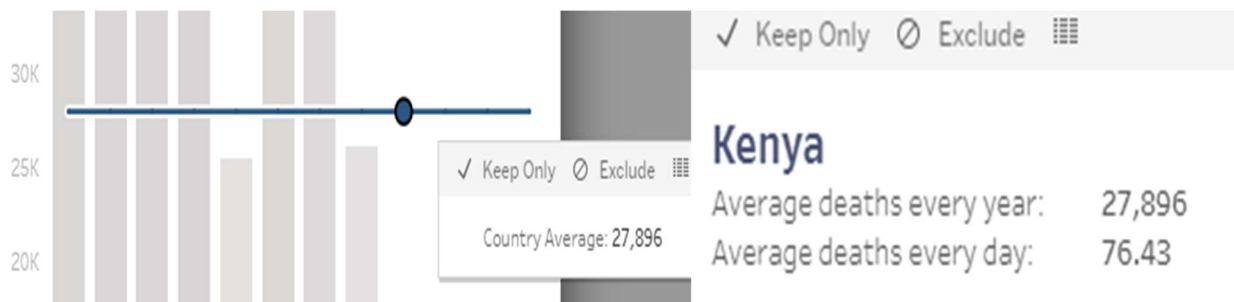 30K
25K
20K
Keep Only Exclude
Country Average: 27,896
Keep Only Exclude
Kenya
Average deaths every year: 27,896
Average deaths every day: 76.43